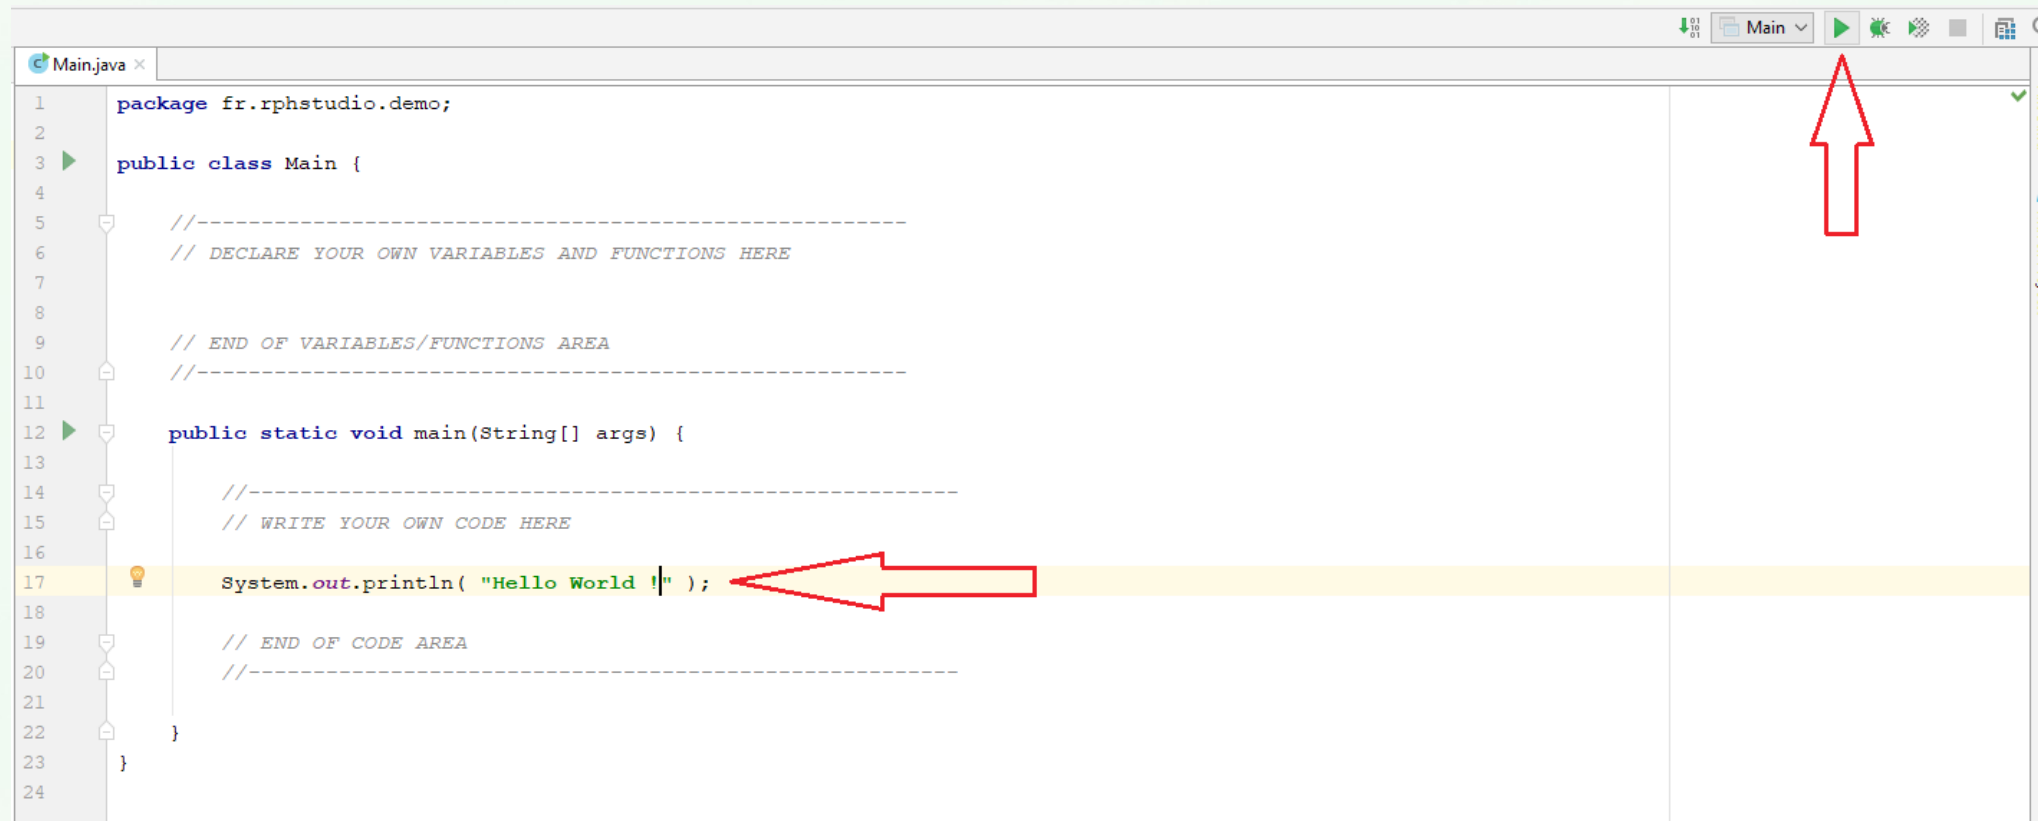 Main
Main.java
1 package fr.rphstudio.demo;
2
3 public class Main {
4
5 //-------------------------------------------------------
6 // DECLARE YOUR OWN VARIABLES AND FUNCTIONS HERE
7
8
9 // END OF VARIABLES/FUNCTIONS AREA
10 //-------------------------------------------------------
11
12 public static void main(String[] args) {
13
14 //-------------------------------------------------------
15 // WRITE YOUR OWN CODE HERE
16
17 System.out.println( "Hello World !" );
18
19 // END OF CODE AREA
20 //-------------------------------------------------------
21
22 }
23 }
24